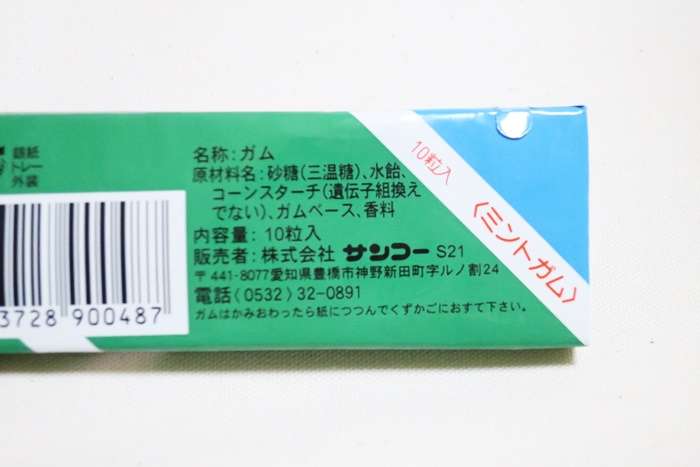 名称:ガム
原材料名:砂糖(三温糖)、水飴、
コーンスターチ(遺伝子組換え
でない)、ガムベース、香料
内容量:10粒入
販売者:株式会社 サンコー S21
〒441-8077愛知県豊橋市神野新田町字ルノ割24
電話〈0532〉32-0891
ガムはかみおわったら紙につつんでくずかごにおすて下さい。
10粒入
〈ミントガム〉
3728 900487